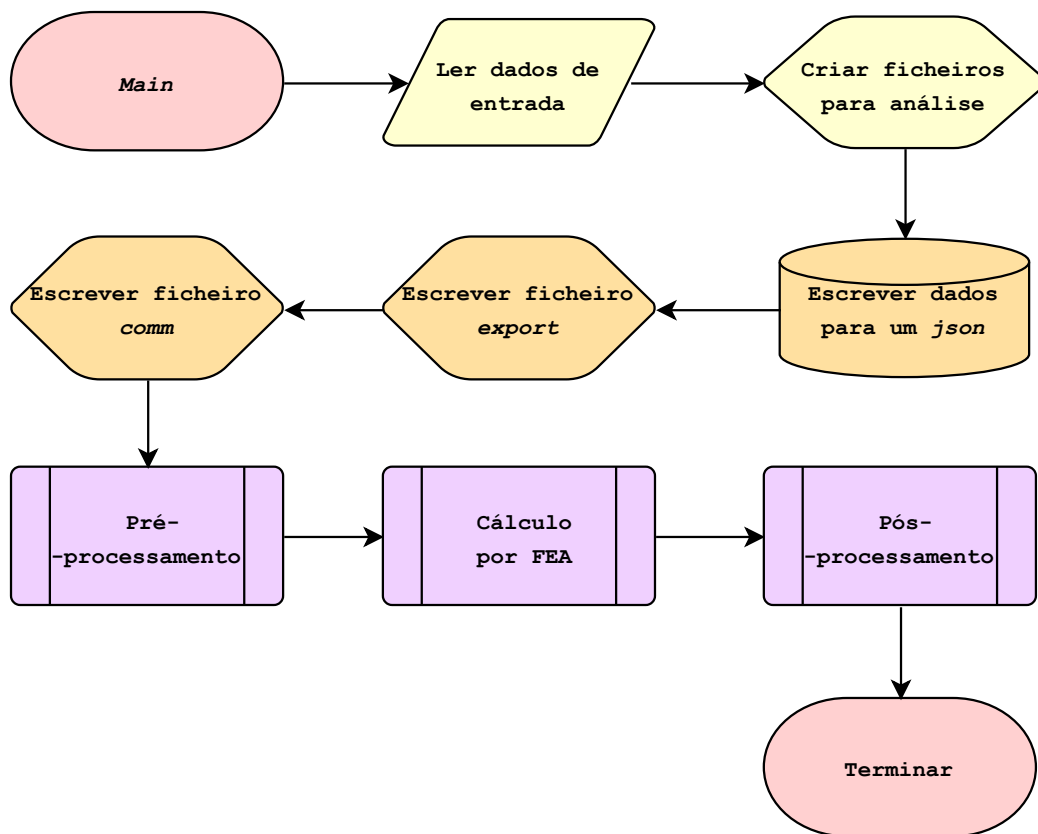 Main
Ler dados de
entrada
Criar ficheiros
para análise
Escrever ficheiro
comm
Escrever ficheiro
export
Escrever dados
para um json
Pré-
-processamento
Cálculo
por FEA
Pós-
-processamento
Terminar